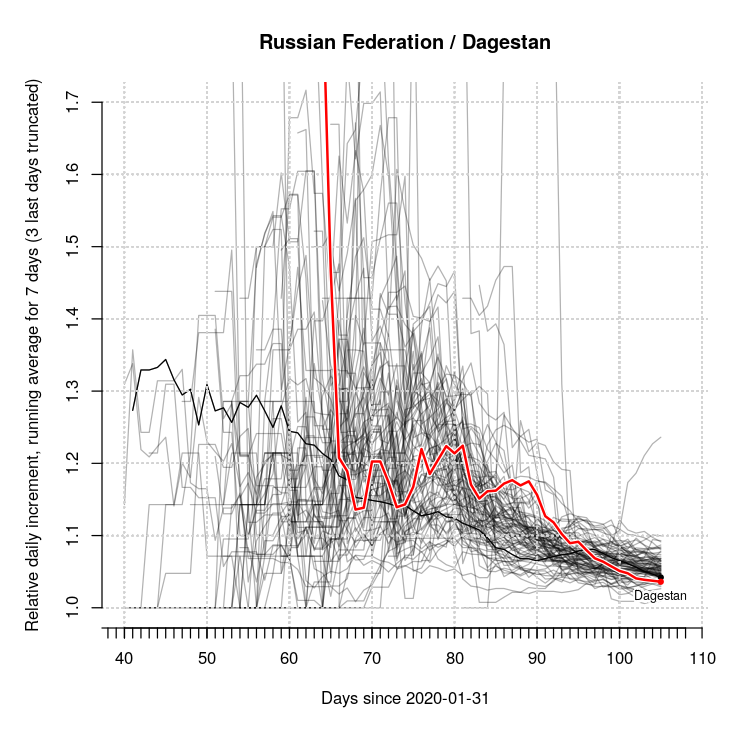 Russian Federation / Dagestan
Relative daily increment, running average for 7 days (3 last days truncated)
1.7
1.6
1.5
1.4
1.3
1.2
1.1
1.0
Dagestan
40 50 60 70 80 90 100 110
Days since 2020-01-31